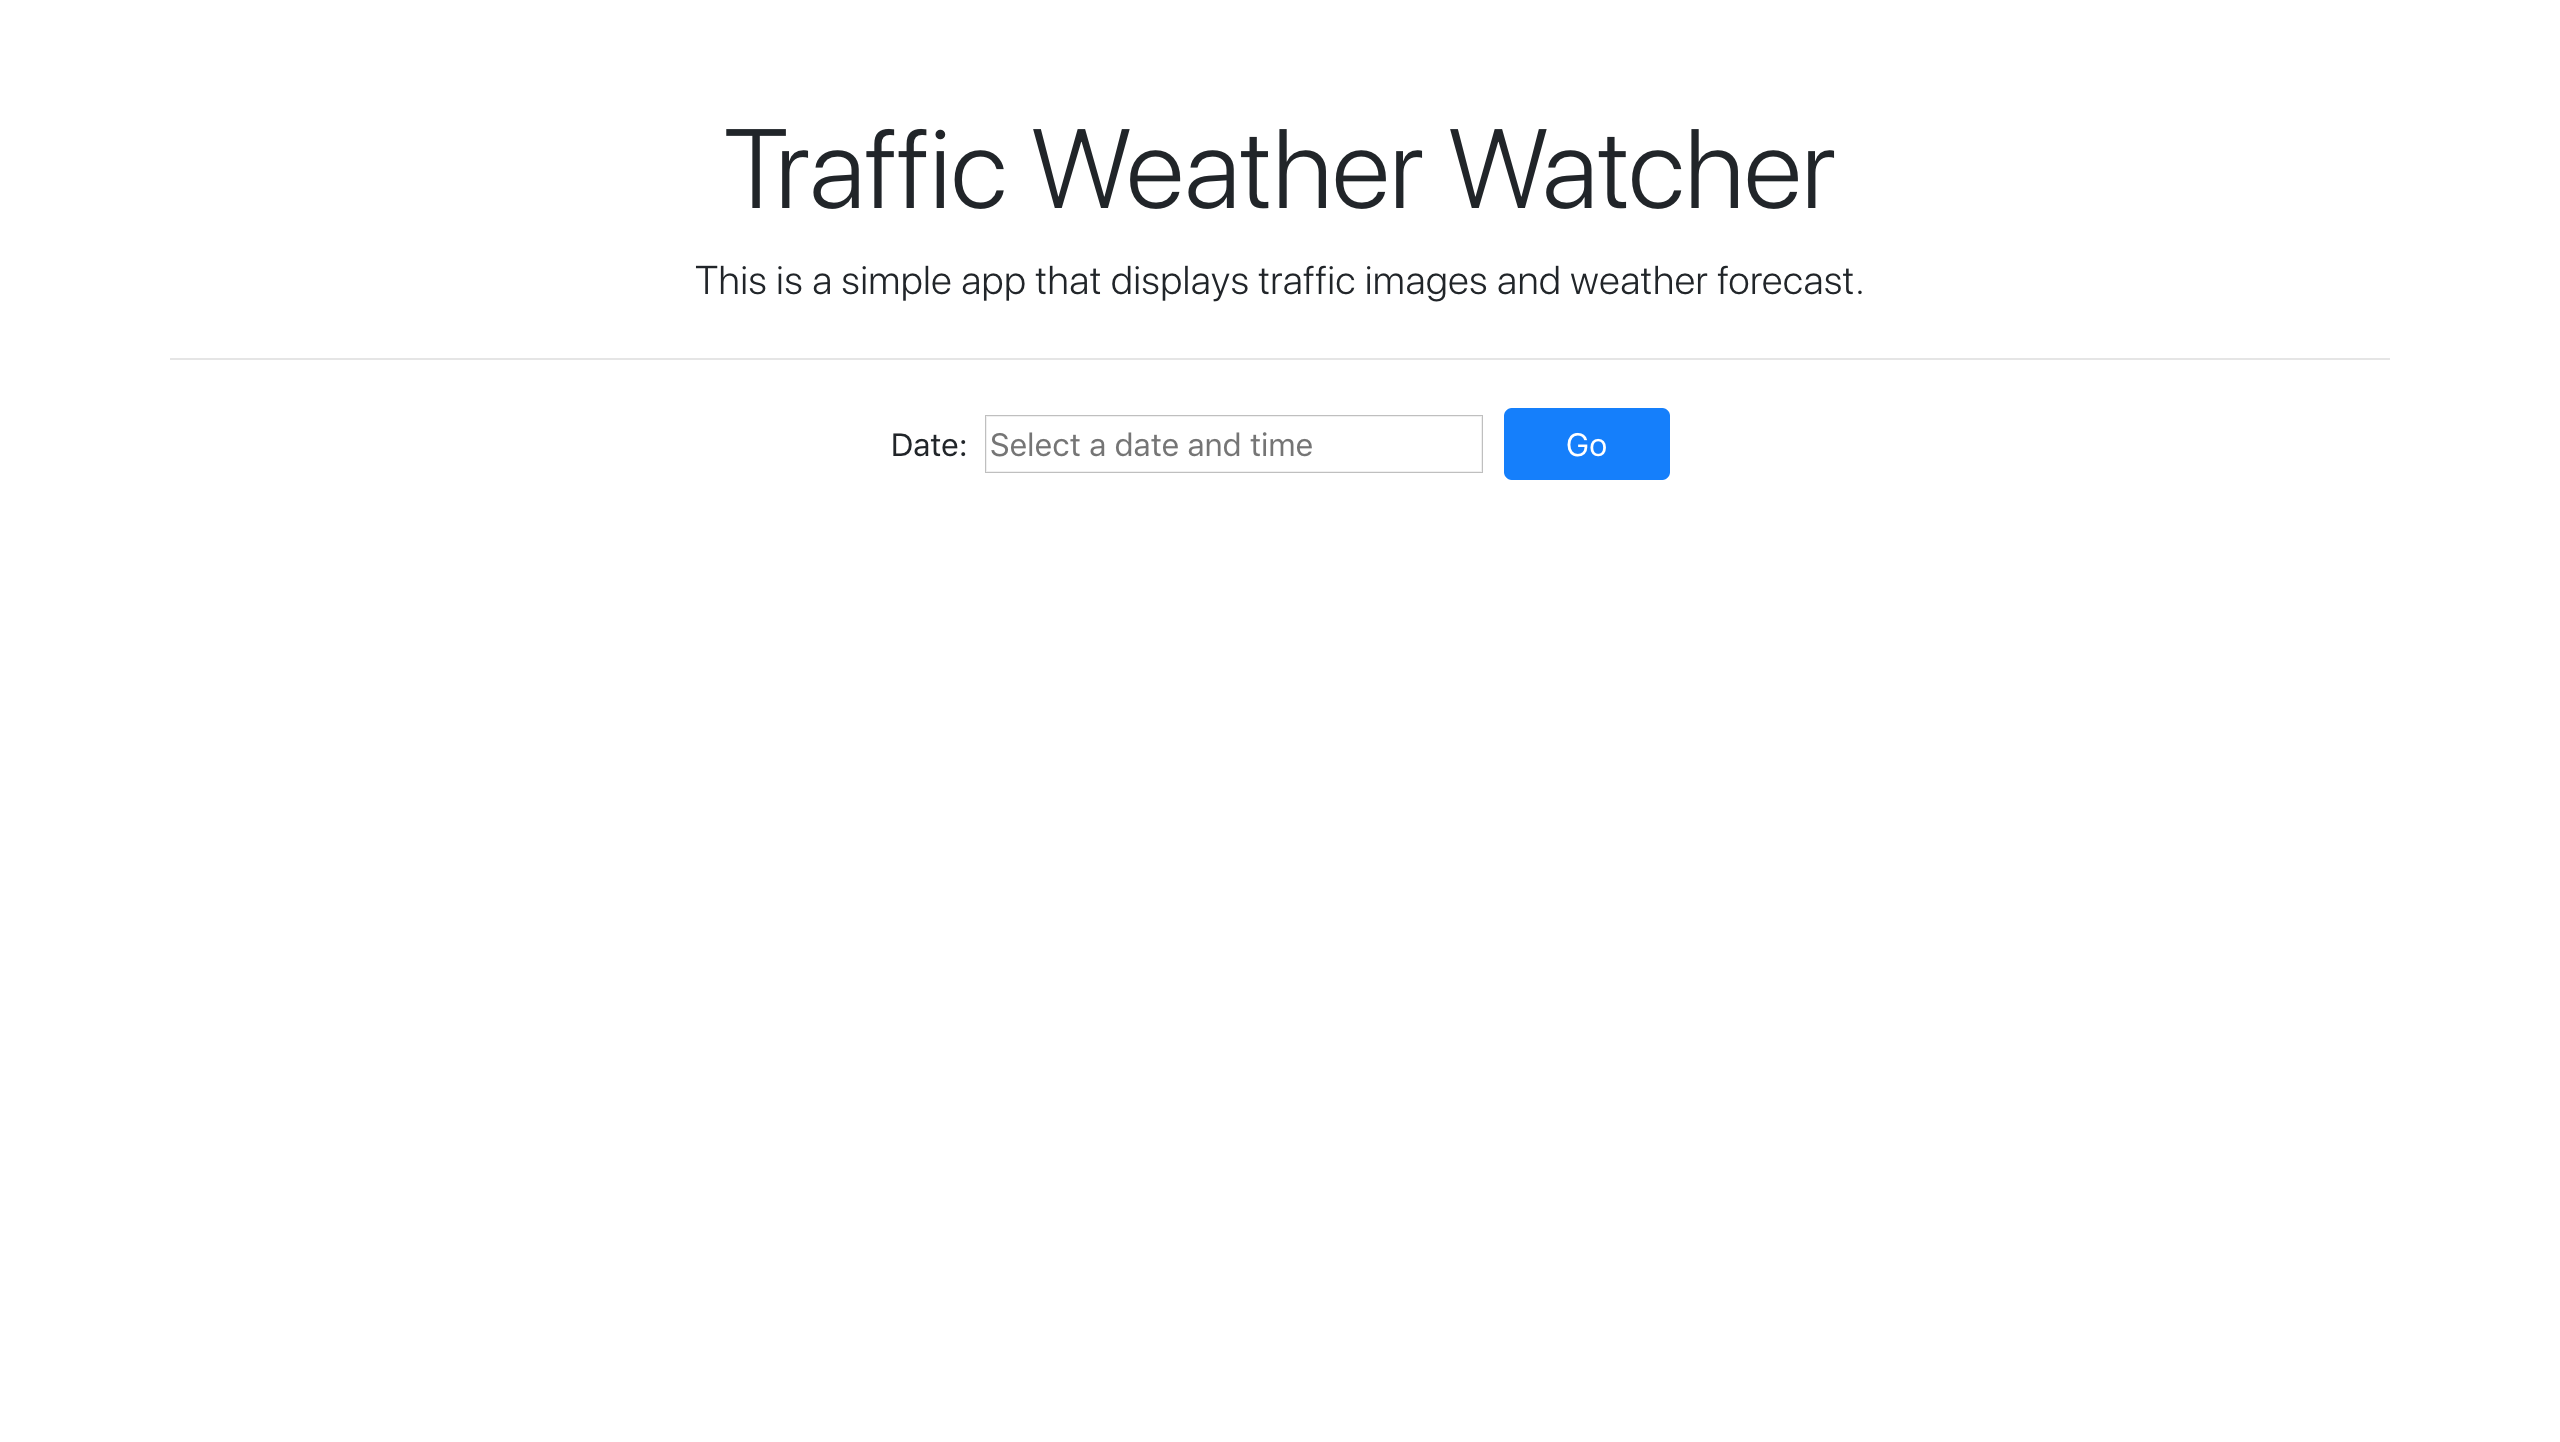 Traffic Weather Watcher
This is a simple app that displays traffic images and weather forecast.
Date: Select a date and time Go